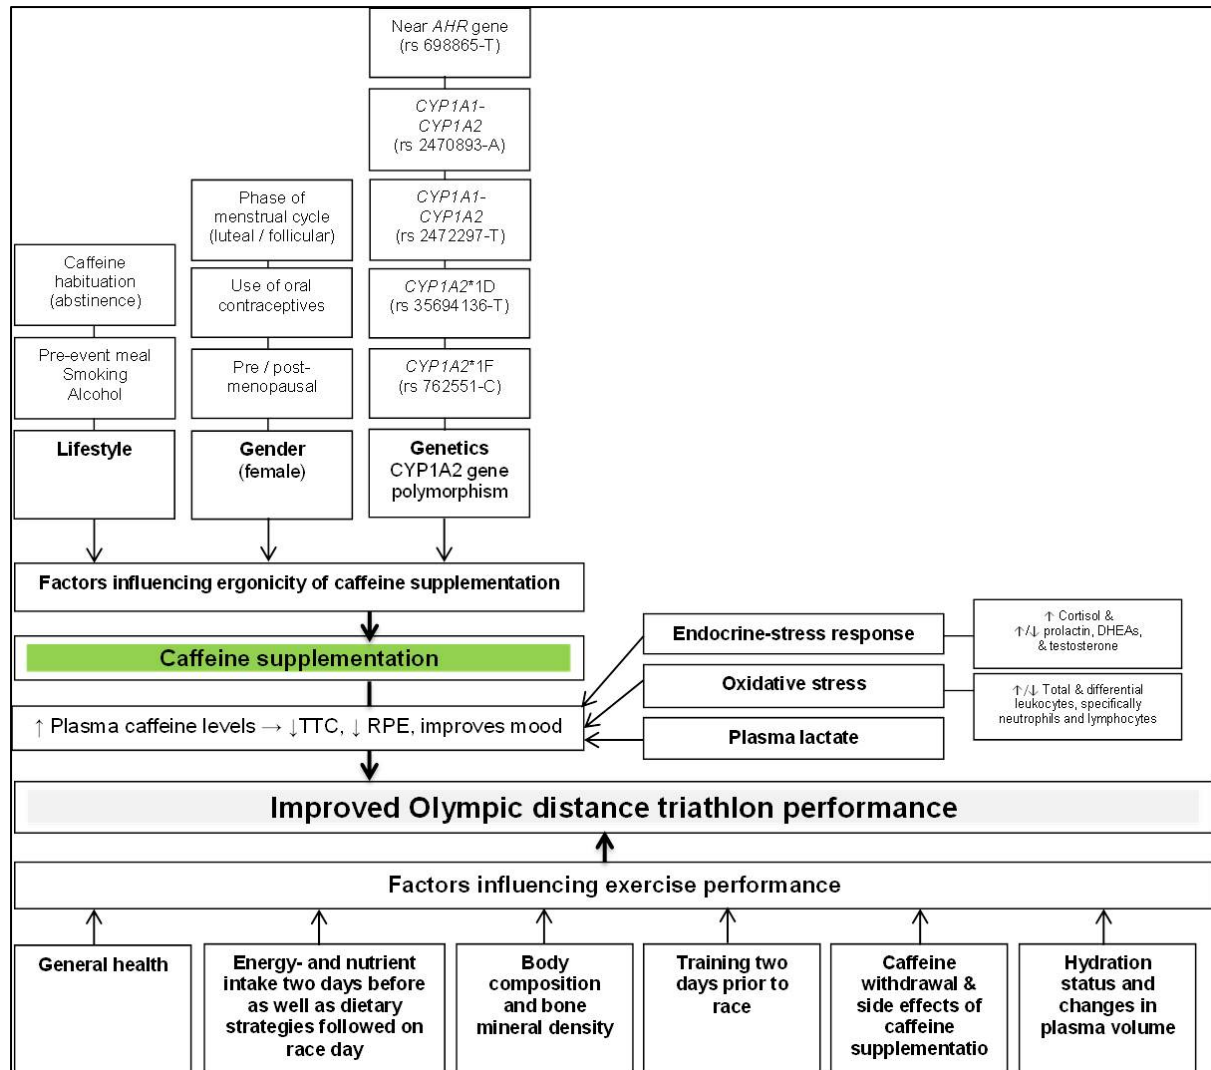 Near AHR gene
(rs 698865-T)
CYP1A1-
CYP1A2
(rs 2470893-A)
Phase of
menstrual cycle
(luteal / follicular)
CYP1A1-
CYP1A2
(rs 2472297-T)
Caffeine
habituation
(abstinence)
Use of oral
contraceptives
CYP1A2*1D
(rs 35694136-T)
Pre-event meal
Smoking
Alcohol
Pre / post-
menopausal
CYP1A2*1F
(rs 762551-C)
Lifestyle
Gender
(female)
Genetics
CYP1A2 gene
polymorphism
Factors influencing ergonicity of caffeine supplementation
Caffeine supplementation
↑ Plasma caffeine levels → ↓TTC, ↓ RPE, improves mood
Endocrine-stress response
↑ Cortisol &
↑/↓ prolactin, DHEAs,
& testosterone
Oxidative stress
↑/↓ Total & differential
leukocytes, specifically
neutrophils and lymphocytes
Plasma lactate
Improved Olympic distance triathlon performance
Factors influencing exercise performance
General health
Energy- and nutrient
intake two days before
as well as dietary
strategies followed on
race day
Body
composition
and bone
mineral density
Training two
days prior to
race
Caffeine
withdrawal &
side effects of
caffeine
supplementatio
Hydration
status and
changes in
plasma volume